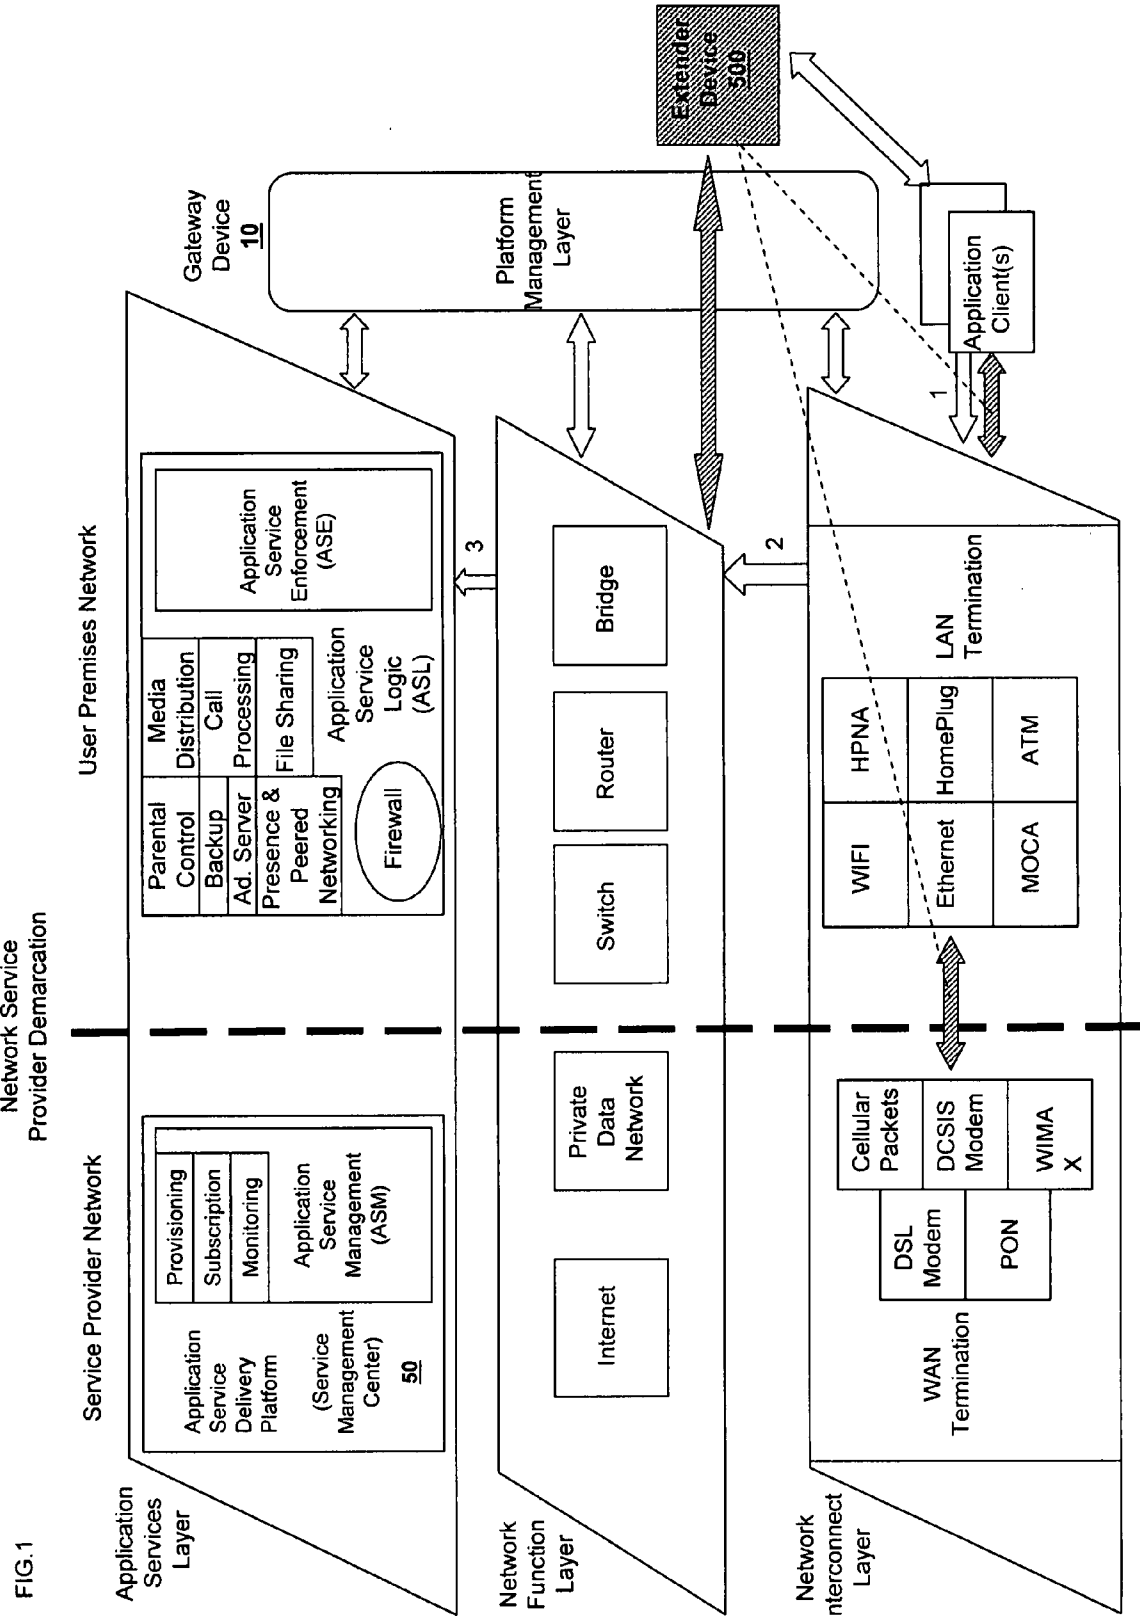 FIG.1
Network Service
Provider Demarcation
Service Provider Network
User Premises Network
Gateway
Device
10
Application
Services
Layer
Application
Service
Delivery
Platform
(Service
Management
Center)
50
Provisioning
Subscription
Monitoring
Application
Service
Management
(ASM)
Parental
Control
Backup
Ad. Server
Presence &
Peered
Networking
Media
Distribution
Call
Processing
File Sharing
Firewall
Application
Service
Logic
(ASL)
Application
Service
Enforcement
(ASE)
3
Platform
Management
Layer
Extender
Device
500
Network
Function
Layer
Internet
Private
Data
Network
Switch
Router
Bridge
2
Network
nterconnect
Layer
WAN
Termination
DSL
Modem
PON
Cellular
Packets
DCSIS
Modem
WIMA
X
WIFI
HPNA
Ethernet
HomePlug
MOCA
ATM
LAN
Termination
1
Application
Client(s)